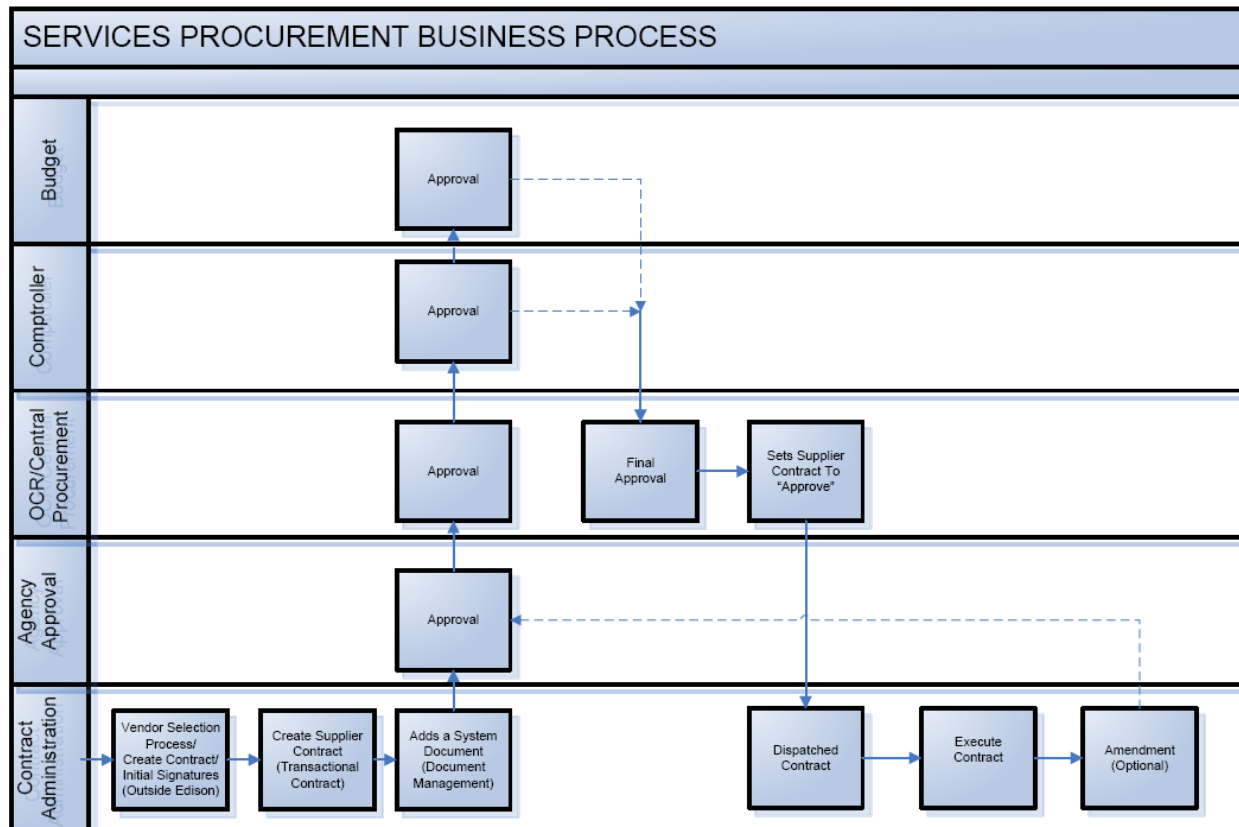 SERVICES PROCUREMENT BUSINESS PROCESS
Budget
Approval
Comptroller
Approval
OCR/Central
Procurement
Approval
Final
Approval
Sets Supplier
Contract To
“Approve”
Agency
Approval
Approval
Contract
Administration
Vendor Selection
Process/
Create Contract/
Initial Signatures
(Outside Edison)
Create Supplier
Contract
(Transactional
Contract)
Adds a System
Document
(Document
Management)
Dispatched
Contract
Execute
Contract
Amendment
(Optional)